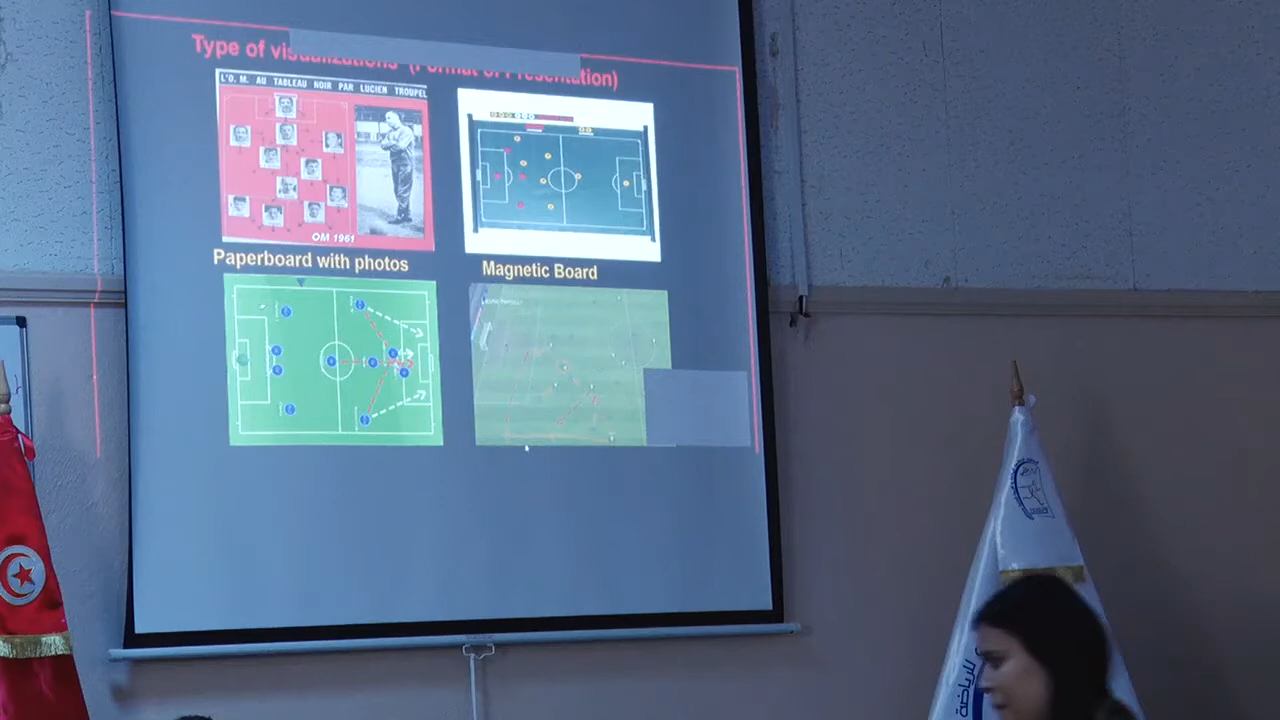 Type of visualizations (Format of Presentation)
L'O. M. AU TABLEAU NOIR PAR LUCIEN TROUPEL
OM 1961
Paperboard with photos
Magnetic Board
للرياضة